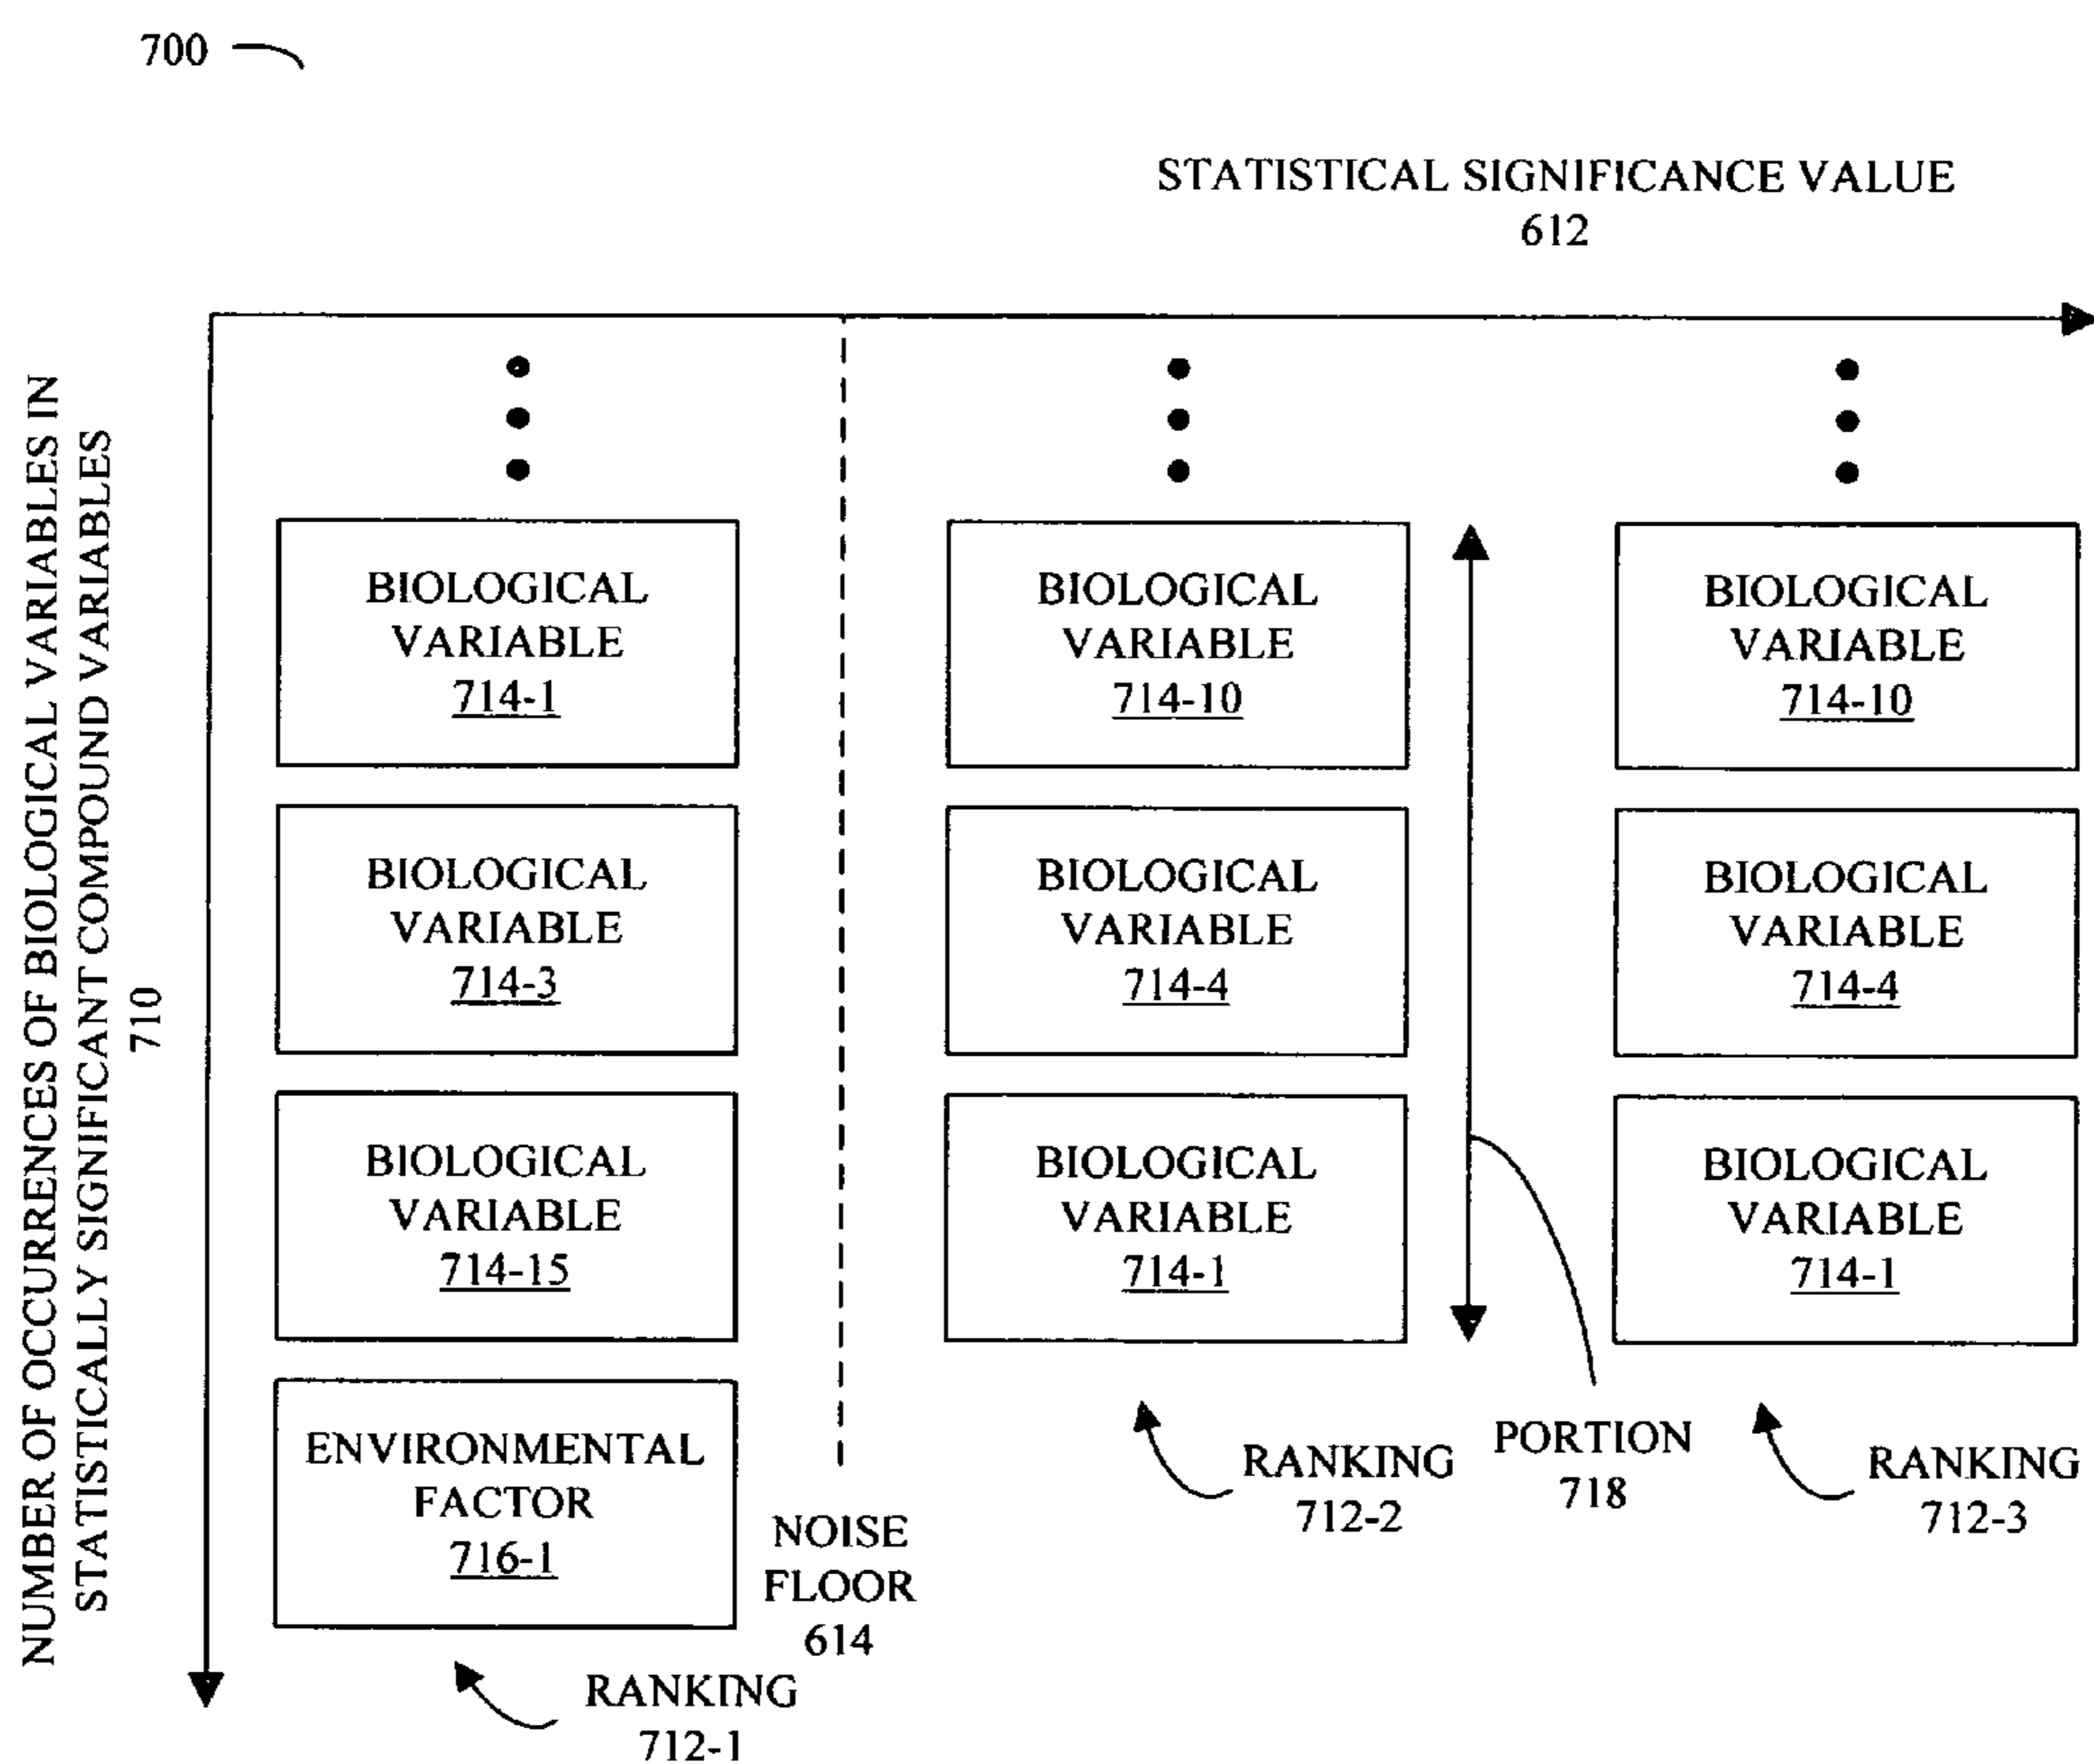 700
STATISTICAL SIGNIFICANCE VALUE
612
NUMBER OF OCCURRENCES OF BIOLOGICAL VARIABLES IN
STATISTICALLY SIGNIFICANT COMPOUND VARIABLES
710
BIOLOGICAL
VARIABLE
714-1
BIOLOGICAL
VARIABLE
714-3
BIOLOGICAL
VARIABLE
714-15
ENVIRONMENTAL
FACTOR
716-1
RANKING
712-1
NOISE
FLOOR
614
BIOLOGICAL
VARIABLE
714-10
BIOLOGICAL
VARIABLE
714-4
BIOLOGICAL
VARIABLE
714-1
RANKING
712-2
PORTION
718
BIOLOGICAL
VARIABLE
714-10
BIOLOGICAL
VARIABLE
714-4
BIOLOGICAL
VARIABLE
714-1
RANKING
712-3